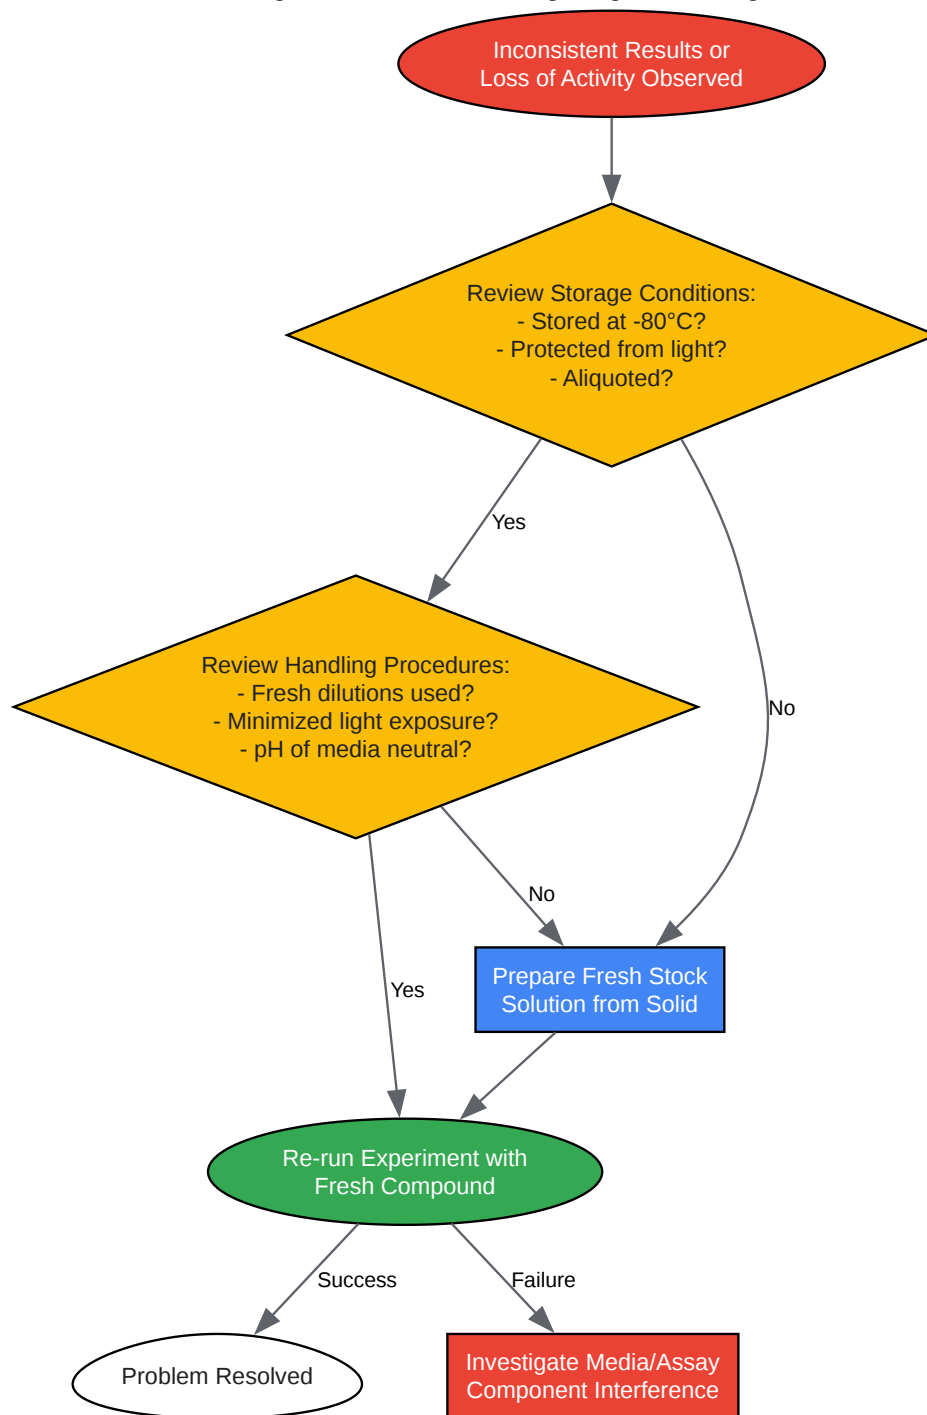 Inconsistent Results or
Loss of Activity Observed
Review Storage Conditions:
- Stored at -80°C?
- Protected from light?
- Aliquoted?
Yes
No
Review Handling Procedures:
- Fresh dilutions used?
- Minimized light exposure?
- pH of media neutral?
No
Yes
Prepare Fresh Stock
Solution from Solid
Re-run Experiment with
Fresh Compound
Success
Failure
Problem Resolved
Investigate Media/Assay
Component Interference